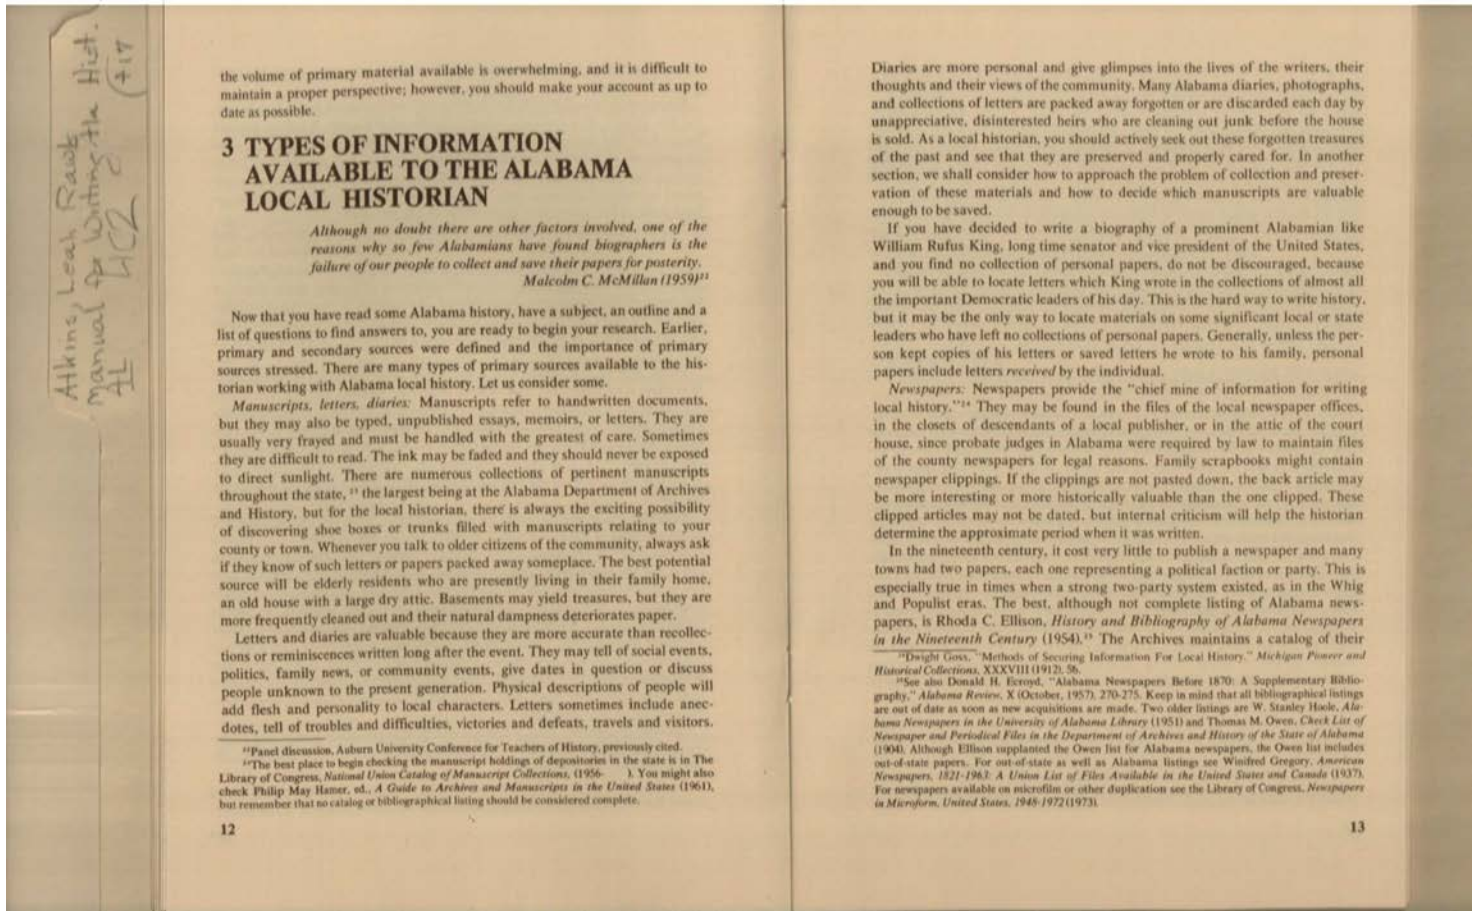 Atkins, Leah Rawls
Manual for Writing the Hist.
AL HC2 (717
the volume of primary material available is overwhelming, and it is difficult to
maintain a proper perspective; however, you should make your account as up to
date as possible.
3 TYPES OF INFORMATION
AVAILABLE TO THE ALABAMA
LOCAL HISTORIAN
Although no doubt there are other factors involved, one of the
reasons why so few Alabamians have found biographers is the
failure of our people to collect and save their papers for posterity.
Malcolm C. McMillan (1959)
Now that you have read some Alabama history, have a subject, an outline and a
list of questions to find answers to, you are ready to begin your research. Earlier,
primary and secondary sources were defined and the importance of primary
sources stressed. There are many types of primary sources available to the his-
torian working with Alabama local history. Let us consider some.
Manuscripts, letters, diaries: Manuscripts refer to handwritten documents,
but they may also be typed, unpublished essays, memoirs, or letters. They are
usually very frayed and must be handled with the greatest of care. Sometimes
they are difficult to read. The ink may be faded and they should never be exposed
to direct sunlight. There are numerous collections of pertinent manuscripts
throughout the state, the largest being at the Alabama Department of Archives
and History, but for the local historian, there is always the exciting possibility
of discovering shoe boxes or trunks filled with manuscripts relating to your
county or town. Whenever you talk to older citizens of the community, always ask
if they know of such letters or papers packed away someplace. The best potential
source will be elderly residents who are presently living in their family home,
an old house with a large dry attic. Basements may yield treasures, but they are
more frequently cleaned out and their natural dampness deteriorates paper.
Letters and diaries are valuable because they are more accurate than recollec-
tions or reminiscences written long after the event. They may tell of social events,
politics, family news, or community events, give dates in question or discuss
people unknown to the present generation. Physical descriptions of people will
add flesh and personality to local characters. Letters sometimes include anec-
dotes, tell of troubles and difficulties, victories and defeats, travels and visitors.
Panel discussion, Auburn University Conference for Teachers of History, previously cited.
The best place to begin checking the manuscript holdings of depositories in the state is in The
Library of Congress, National Union Catalog of Manuscript Collections, (1956- ). You might also
check Philip May Hamer, ed., A Guide to Archives and Manuscripts in the United States (1961),
but remember that no catalog or bibliographical listing should be considered complete.
12
Diaries are more personal and give glimpses into the lives of the writers, their
thoughts and their views of the community. Many Alabama diaries, photographs,
and collections of letters are packed away forgotten or are discarded each day by
unappreciative, disinterested heirs who are cleaning out junk before the house
is sold. As a local historian, you should actively seek out these forgotten treasures
of the past and see that they are preserved and properly cared for. In another
section, we shall consider how to approach the problem of collection and preser-
vation of these materials and how to decide which manuscripts are valuable
enough to be saved.
If you have decided to write a biography of a prominent Alabamian like
William Rufus King, long time senator and vice president of the United States,
and you find no collection of personal papers, do not be discouraged, because
you will be able to locate letters which King wrote in the collections of almost all
the important Democratic leaders of his day. This is the hard way to write history,
but it may be the only way to locate materials on some significant local or state
leaders who have left no collections of personal papers. Generally, unless the per-
son kept copies of his letters or saved letters he wrote to his family, personal
papers include letters received by the individual.
Newspapers: Newspapers provide the "chief mine of information for writing
local history."¹⁴ They may be found in the files of the local newspaper offices,
in the closets of descendants of a local publisher, or in the attic of the court
house, since probate judges in Alabama were required by law to maintain files
of the county newspapers for legal reasons. Family scrapbooks might contain
newspaper clippings. If the clippings are not pasted down, the back article may
be more interesting or more historically valuable than the one clipped. These
clipped articles may not be dated, but internal criticism will help the historian
determine the approximate period when it was written.
In the nineteenth century, it cost very little to publish a newspaper and many
towns had two papers, each one representing a political faction or party. This is
especially true in times when a strong two-party system existed, as in the Whig
and Populist eras. The best, although not complete listing of Alabama news-
papers, is Rhoda C. Ellison, History and Bibliography of Alabama Newspapers
in the Nineteenth Century (1954).¹⁵ The Archives maintains a catalog of their
¹⁴Dwight Goss, "Methods of Securing Information For Local History," Michigan Pioneer and
Historical Collections, XXXVIII (1912), 56.
¹⁵See also Donald H. Ecroyd, "Alabama Newspapers Before 1870: A Supplementary Biblio-
graphy," Alabama Review, X (October, 1957), 270-275. Keep in mind that all bibliographical listings
are out of date as soon as new acquisitions are made. Two older listings are W. Stanley Hoole, Ala-
bama Newspapers in the University of Alabama Library (1951) and Thomas M. Owen, Check List of
Newspaper and Periodical Files in the Department of Archives and History of the State of Alabama
(1904). Although Ellison supplanted the Owen list for Alabama newspapers, the Owen list includes
out-of-state papers. For out-of-state as well as Alabama listings see Winifred Gregory, American
Newspapers, 1821-1963: A Union List of Files Available in the United States and Canada (1937).
For newspapers available on microfilm or other duplication see the Library of Congress, Newspapers
in Microform, United States, 1948-1972 (1973).
13